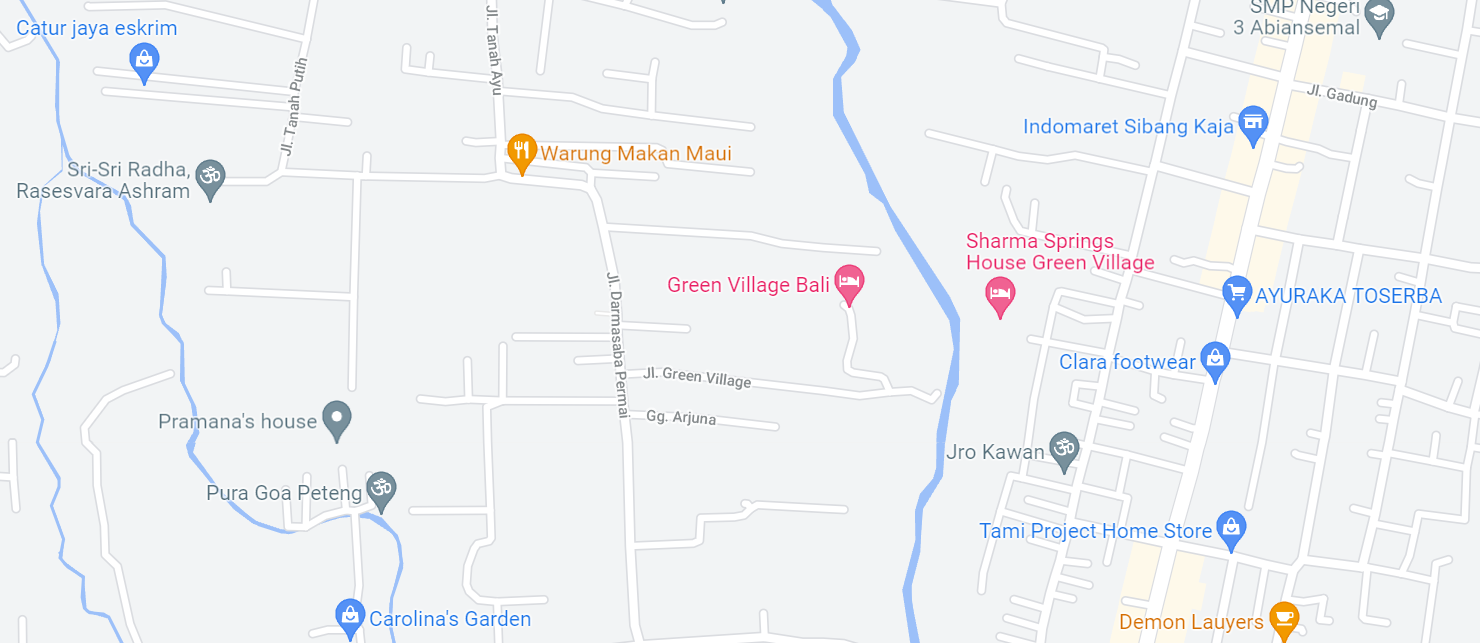 SMP Negeri
3 Abiansemal
Catur jaya eskrim
Jl. Tanah Ayu
Jl. Tanah Putih
Jl. Gadung
Indomaret Sibang Kaja
Warung Makan Maui
Sri-Sri Radha,
Rasesvara Ashram
Sharma Springs
House Green Village
Green Village Bali
AYURAKA TOSERBA
Jl. Darmasaba Permai
Clara footwear
Jl. Green Village
Gg. Arjuna
Pramana's house
Jro Kawan
Pura Goa Peteng
Tami Project Home Store
Carolina's Garden
Demon Lauyers